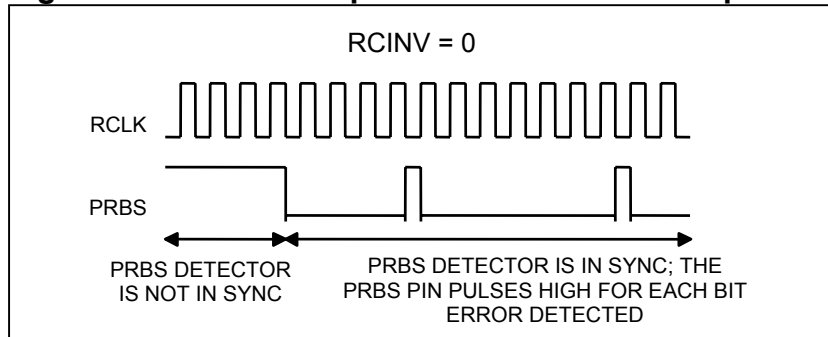 RCINV = 0
RCLK
PRBS
PRBS DETECTOR
IS NOT IN SYNC
PRBS DETECTOR IS IN SYNC; THE
PRBS PIN PULSES HIGH FOR EACH BIT
ERROR DETECTED